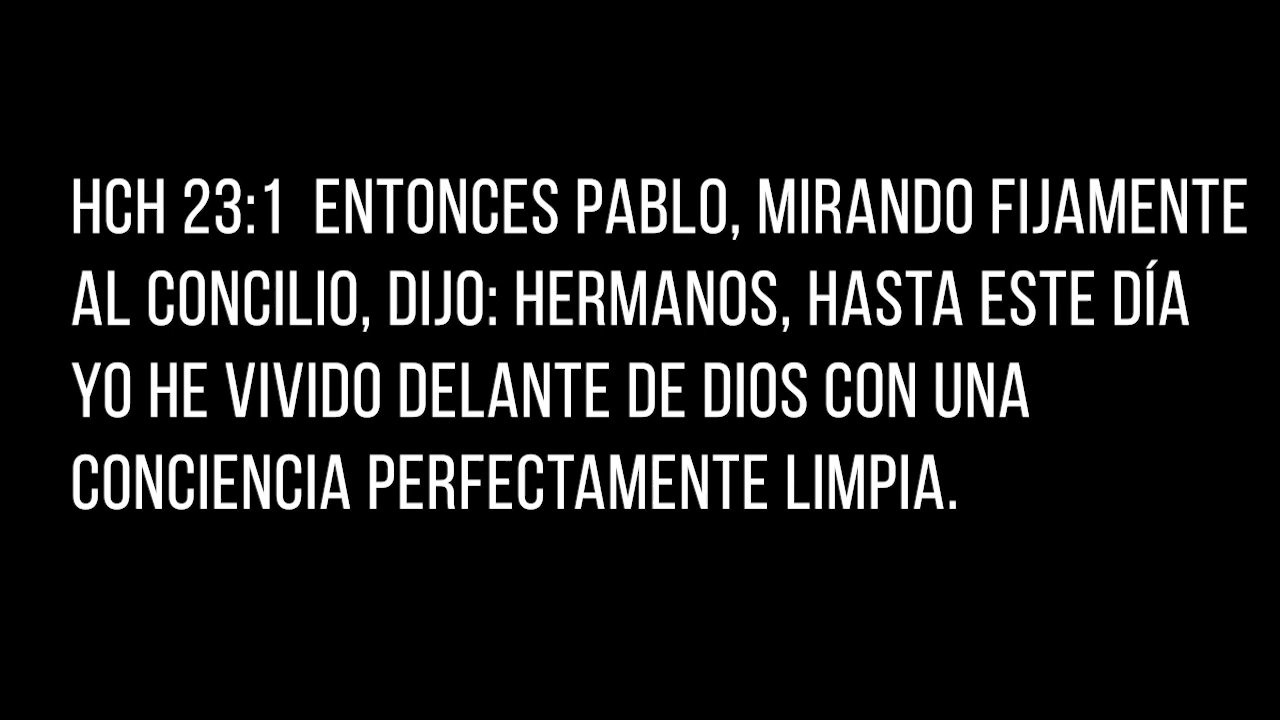 HCH 23:1  ENTONCES PABLO, MIRANDO FIJAMENTE
AL CONCILIO, DIJO: HERMANOS, HASTA ESTE DÍA
YO HE VIVIDO DELANTE DE DIOS CON UNA
CONCIENCIA PERFECTAMENTE LIMPIA.